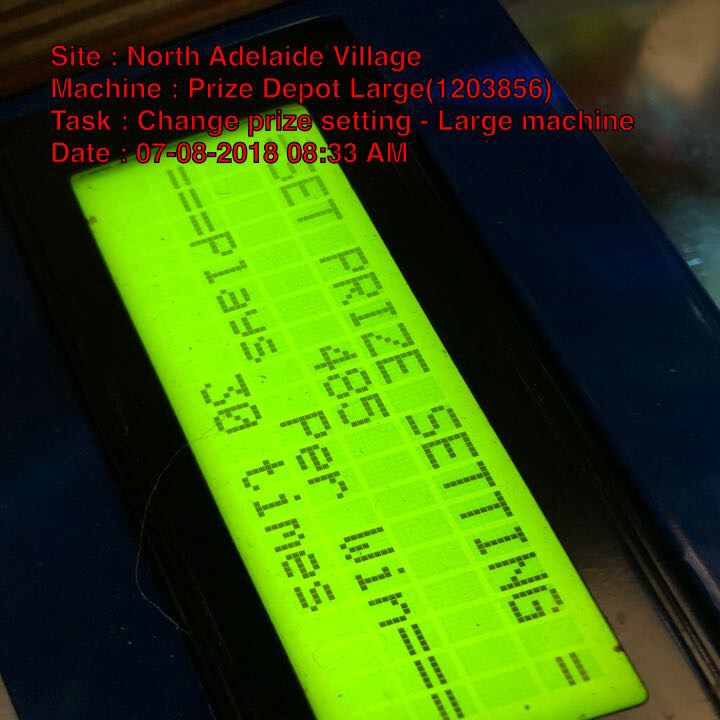 Site : North Adelaide Village
Machine : Prize Depot Large(1203856)
Task : Change prize setting - Large machine
Date : 07-08-2018 08:33 AM
SET PRIZE SETTING =
485
===Plays Per Win===
30 times